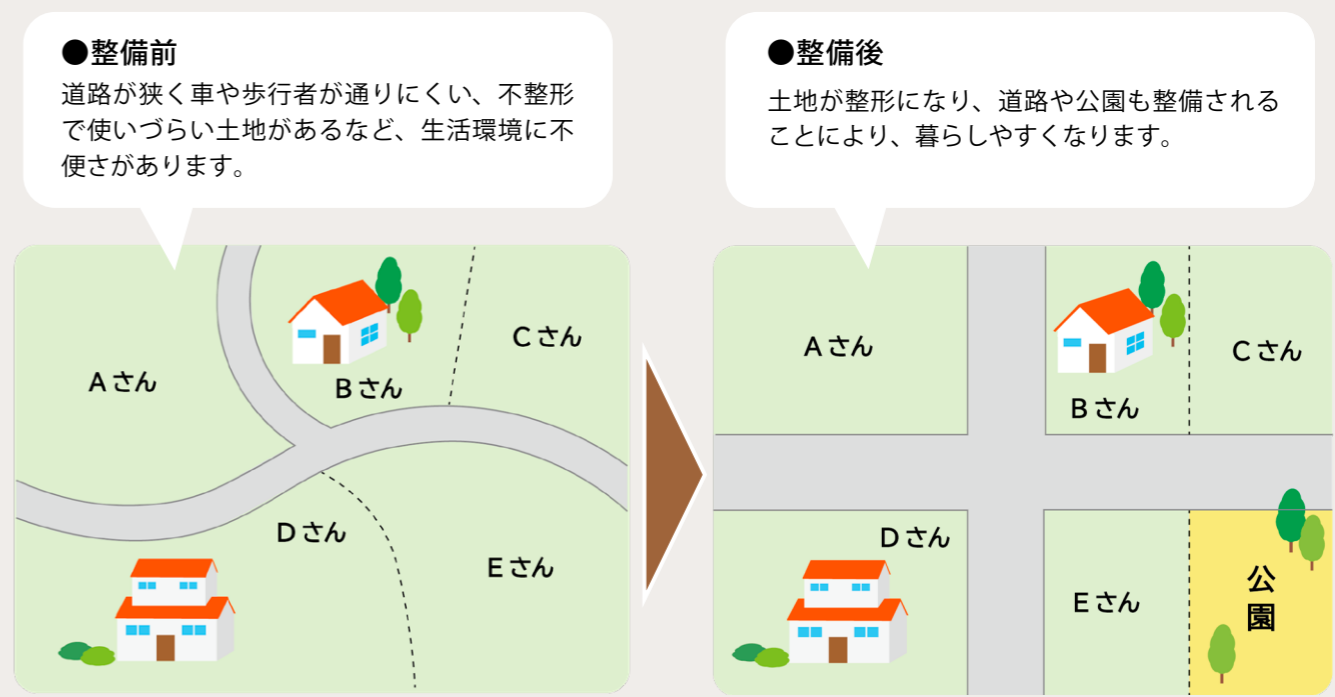 ●整備前
道路が狭く車や歩行者が通りにくい、不整形
で使いづらい土地があるなど、生活環境に不
便さがあります。
●整備後
土地が整形になり、道路や公園も整備される
ことにより、暮らしやすくなります。
Aさん
Bさん
Cさん
Dさん
Eさん
Aさん
Bさん
Cさん
Dさん
Eさん
公園